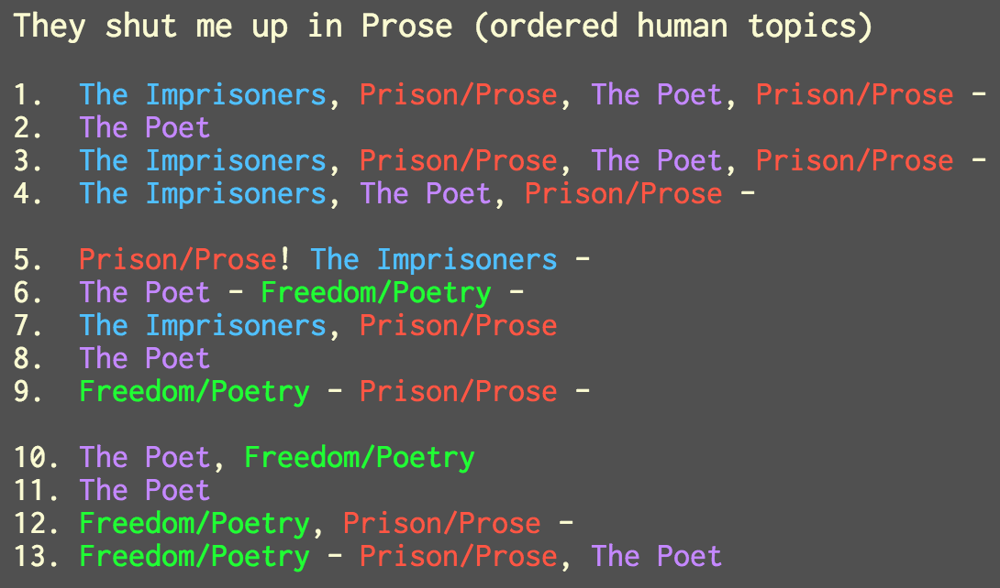 They shut me up in Prose (ordered human topics)
1. The Imprisoners, Prison/Prose, The Poet, Prison/Prose -
2. The Poet
3. The Imprisoners, Prison/Prose, The Poet, Prison/Prose -
4. The Imprisoners, The Poet, Prison/Prose -
5. Prison/Prose! The Imprisoners -
6. The Poet - Freedom/Poetry -
7. The Imprisoners, Prison/Prose
8. The Poet
9. Freedom/Poetry - Prison/Prose -
10. The Poet, Freedom/Poetry
11. The Poet
12. Freedom/Poetry, Prison/Prose -
13. Freedom/Poetry - Prison/Prose, The Poet